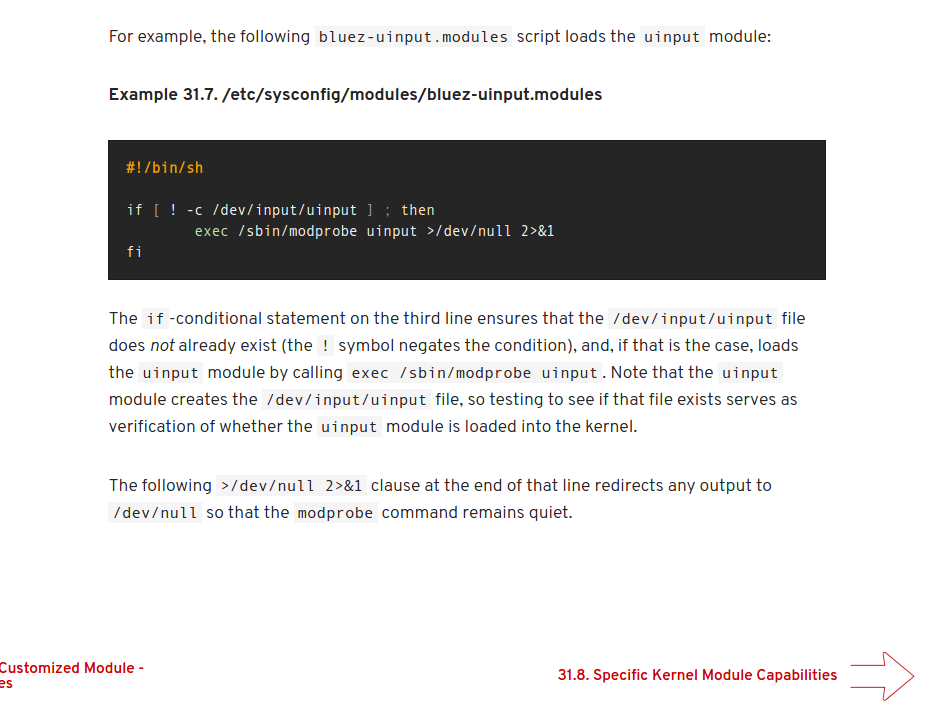 For example, the following bluez-uinput.modules script loads the uinput module:
Example 31.7. /etc/sysconfig/modules/bluez-uinput.modules
#!/bin/sh
if [ ! -c /dev/input/uinput ] ; then
        exec /sbin/modprobe uinput >/dev/null 2>&1
fi
The if-conditional statement on the third line ensures that the /dev/input/uinput file
does not already exist (the ! symbol negates the condition), and, if that is the case, loads
the uinput module by calling exec /sbin/modprobe uinput. Note that the uinput
module creates the /dev/input/uinput file, so testing to see if that file exists serves as
verification of whether the uinput module is loaded into the kernel.
The following >/dev/null 2>&1 clause at the end of that line redirects any output to
/dev/null so that the modprobe command remains quiet.
Customized Module -
es
31.8. Specific Kernel Module Capabilities